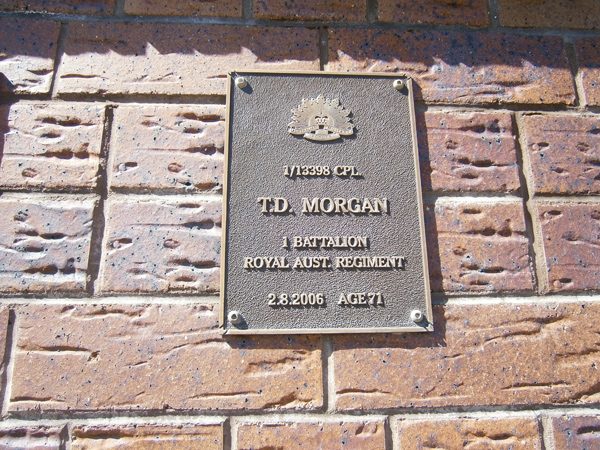 1/13398 CPL.
T.D. MORGAN
1 BATTALION
ROYAL AUST. REGIMENT
2.8.2006 AGE 71